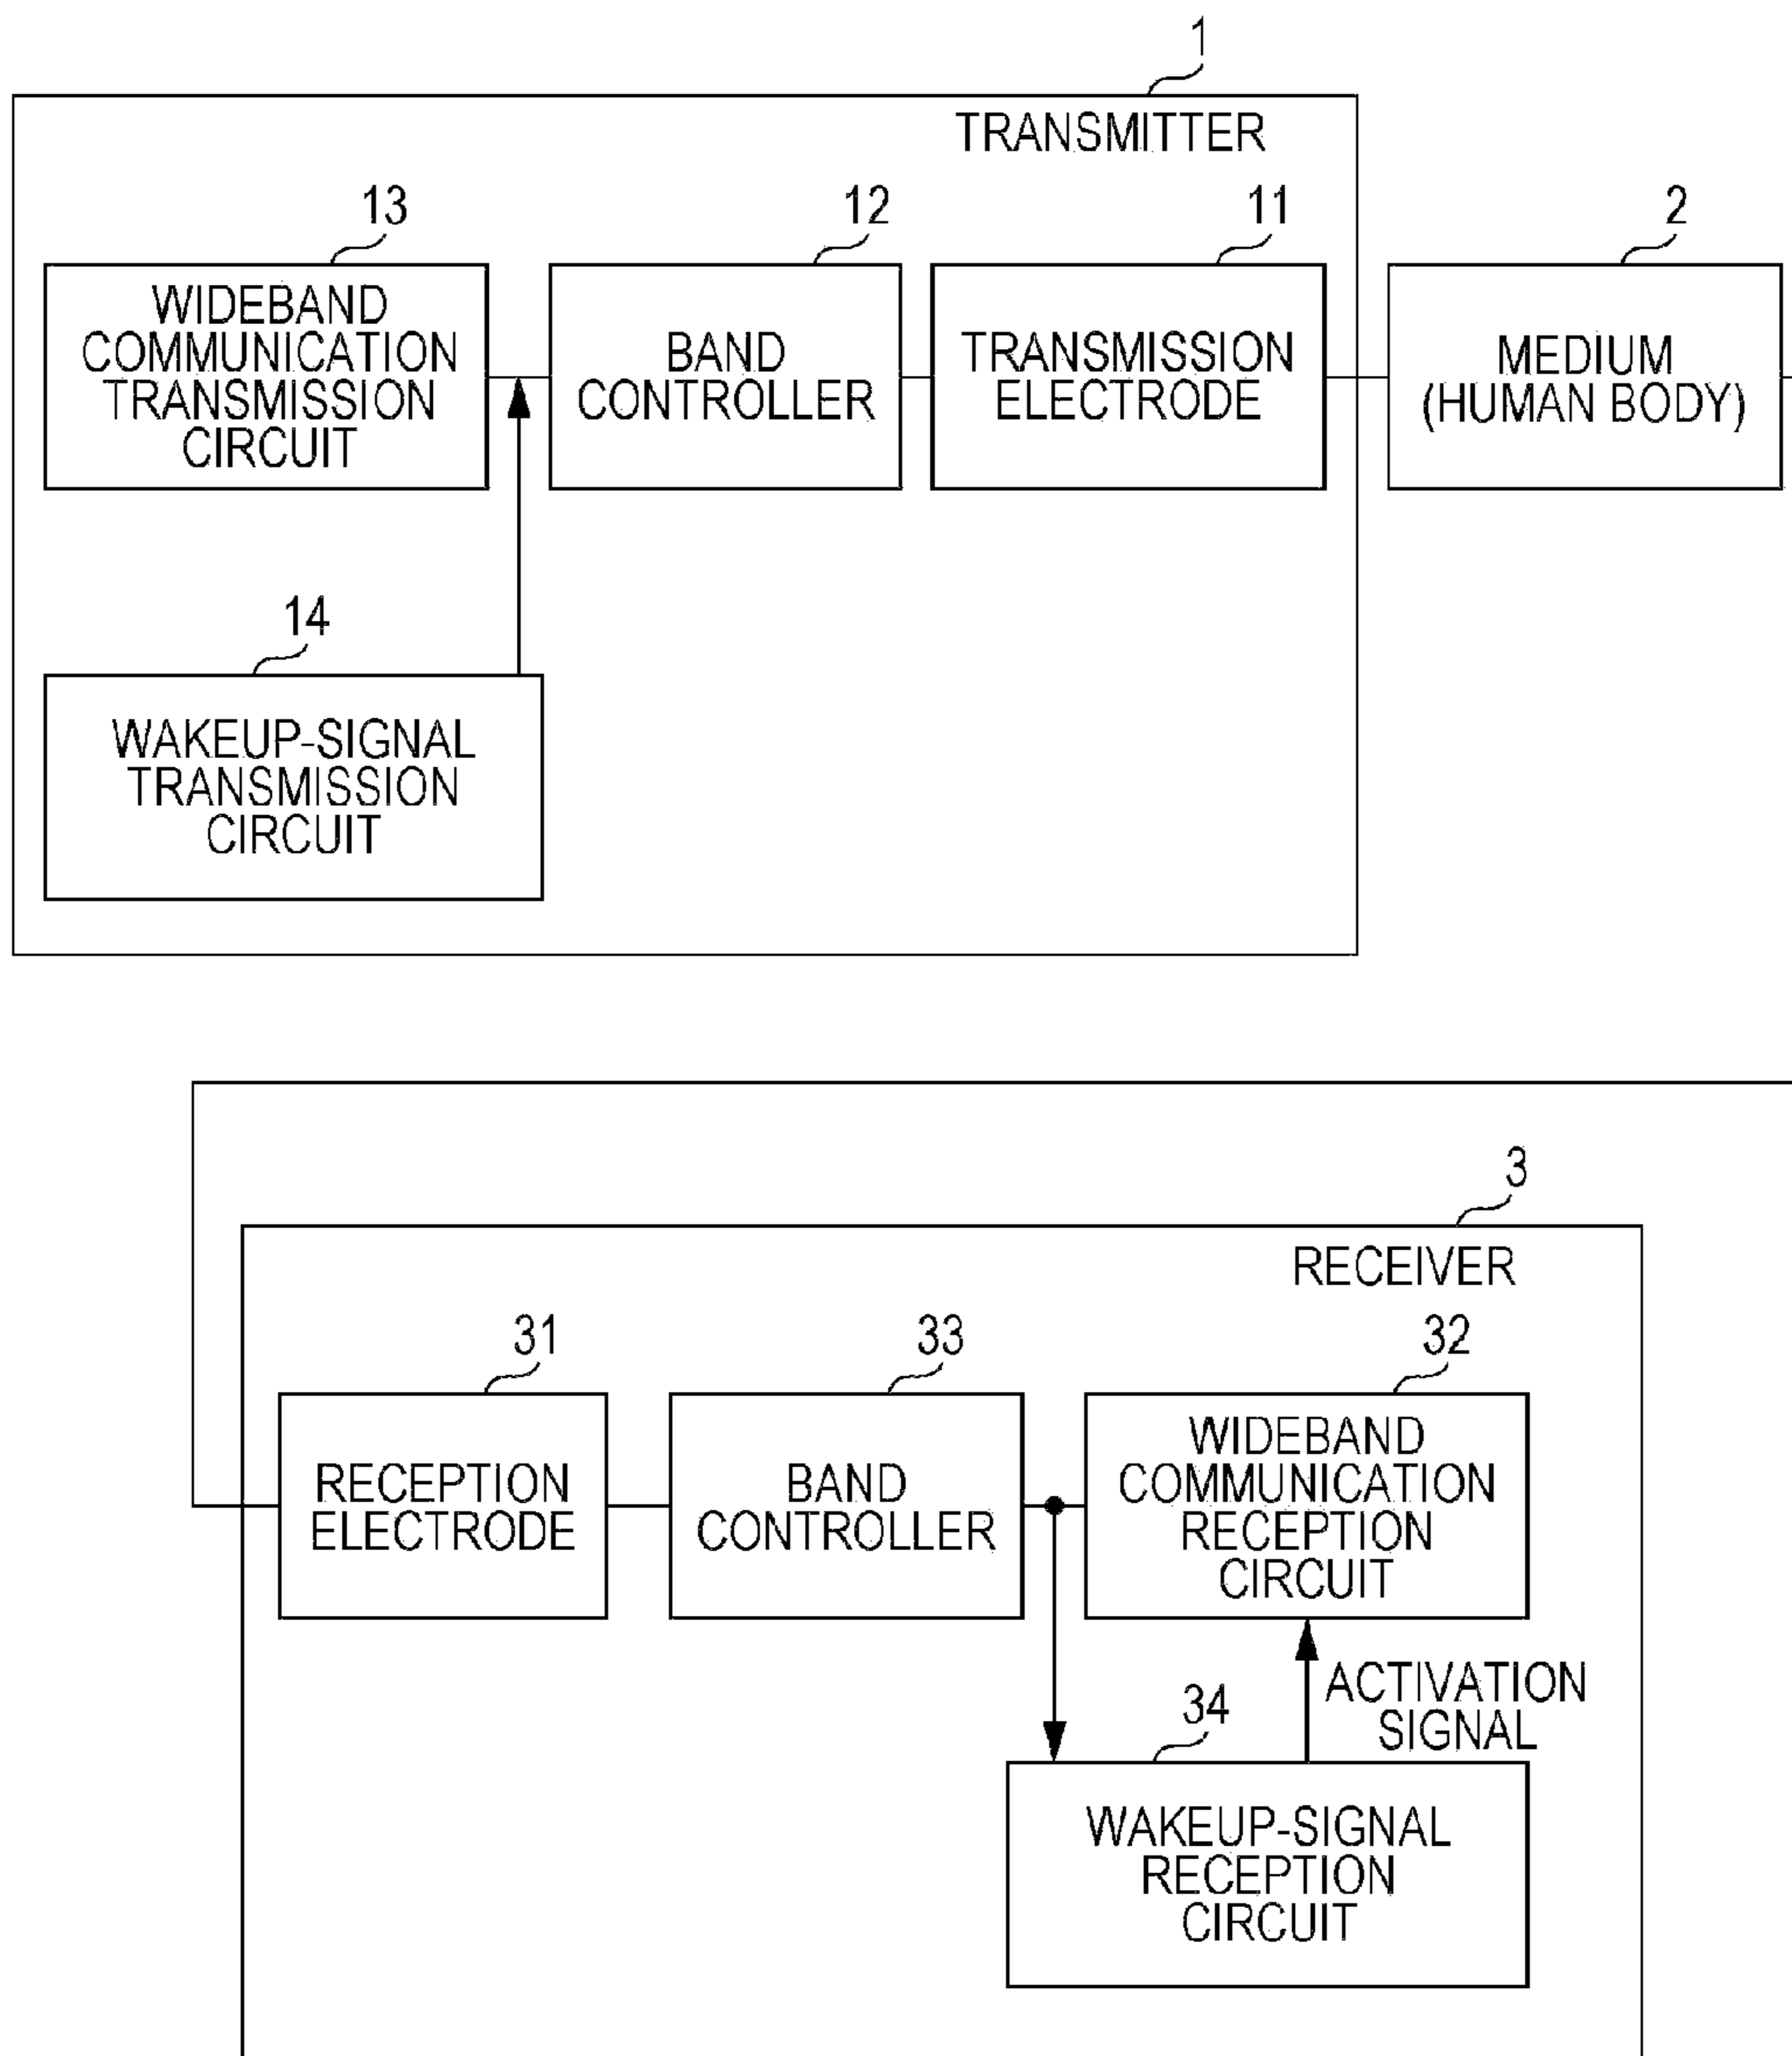 1
TRANSMITTER
13
12
11
2
WIDEBAND
COMMUNICATION
TRANSMISSION
CIRCUIT
BAND
CONTROLLER
TRANSMISSION
ELECTRODE
MEDIUM
(HUMAN BODY)
14
WAKEUP-SIGNAL
TRANSMISSION
CIRCUIT
3
RECEIVER
31
33
32
RECEPTION
ELECTRODE
BAND
CONTROLLER
WIDEBAND
COMMUNICATION
RECEPTION
CIRCUIT
ACTIVATION
SIGNAL
34
WAKEUP-SIGNAL
RECEPTION
CIRCUIT